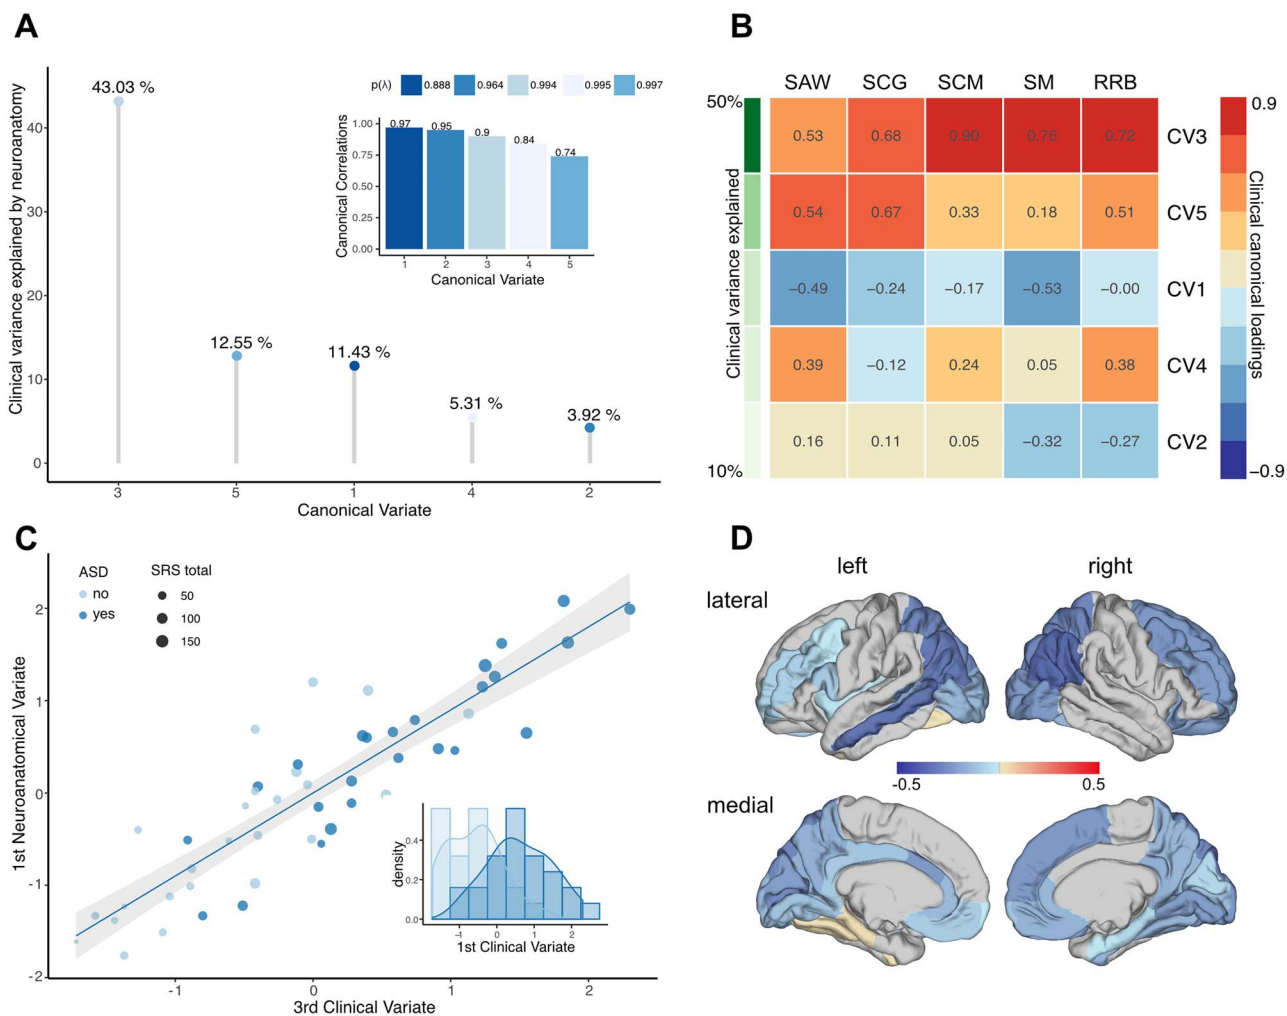 A
Clinical variance explained by neuroanatomy
40
30
20
10
0
43.03 %
12.55 %
11.43 %
5.31 %
3.92 %
3 5 1 4 2
Canonical Variate
p(λ) 0.888 0.964 0.994 0.995 0.997
Canonical Correlations
1.00
0.75
0.50
0.25
0.00
0.97 0.95 0.9 0.84 0.74
1 2 3 4 5
Canonical Variate
B
SAW SCG SCM SM RRB
50%
10%
Clinical variance explained
0.53 0.68 0.90 0.78 0.72 CV3
0.54 0.67 0.33 0.18 0.51 CV5
−0.49 −0.24 −0.17 −0.53 −0.00 CV1
0.39 −0.12 0.24 0.05 0.38 CV4
0.16 0.11 0.05 −0.32 −0.27 CV2
0.9
−0.9
Clinical canonical loadings
C
1st Neuroanatomical Variate
2
1
0
-1
-2
ASD
no
yes
SRS total
50
100
150
-1 0 1 2
3rd Clinical Variate
density
0.4
0.2
0.0
-1 0 1 2
1st Clinical Variate
D
left right
lateral
-0.5 0.5
medial